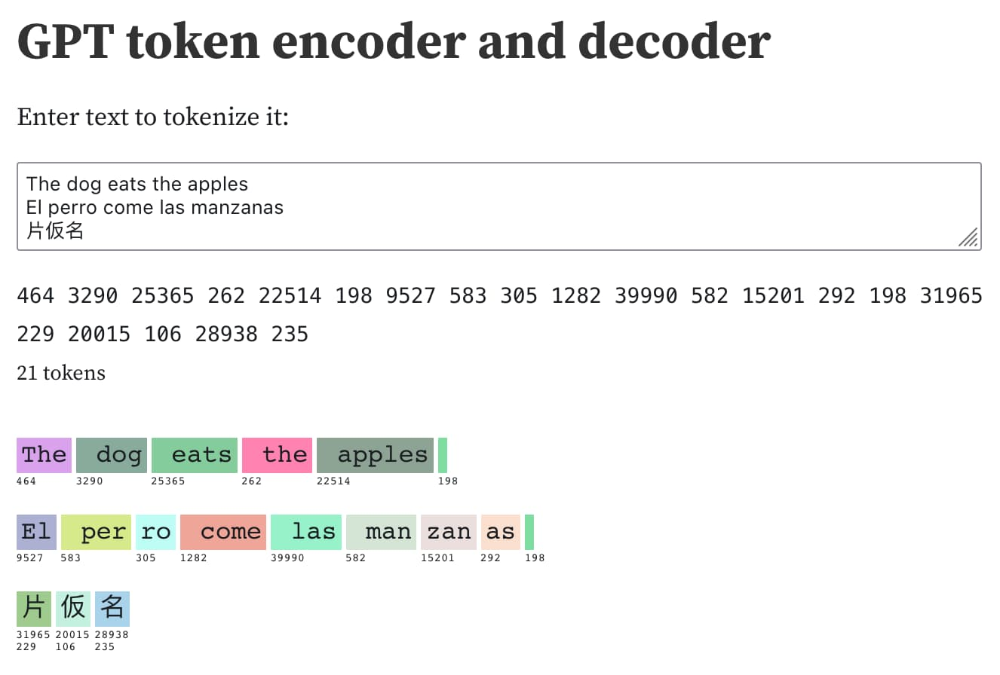 GPT token encoder and decoder
Enter text to tokenize it:
The dog eats the apples
El perro come las manzanas
片仮名
464 3290 25365 262 22514 198 9527 583 305 1282 39990 582 15201 292 198 31965
229 20015 106 28938 235
21 tokens
The dog eats the apples
464 3290 25365 262 22514 198
El per ro come las man zan as
9527 583 305 1282 39990 582 15201 292 198
片 仮 名
31965 20015 28938
229 106 235